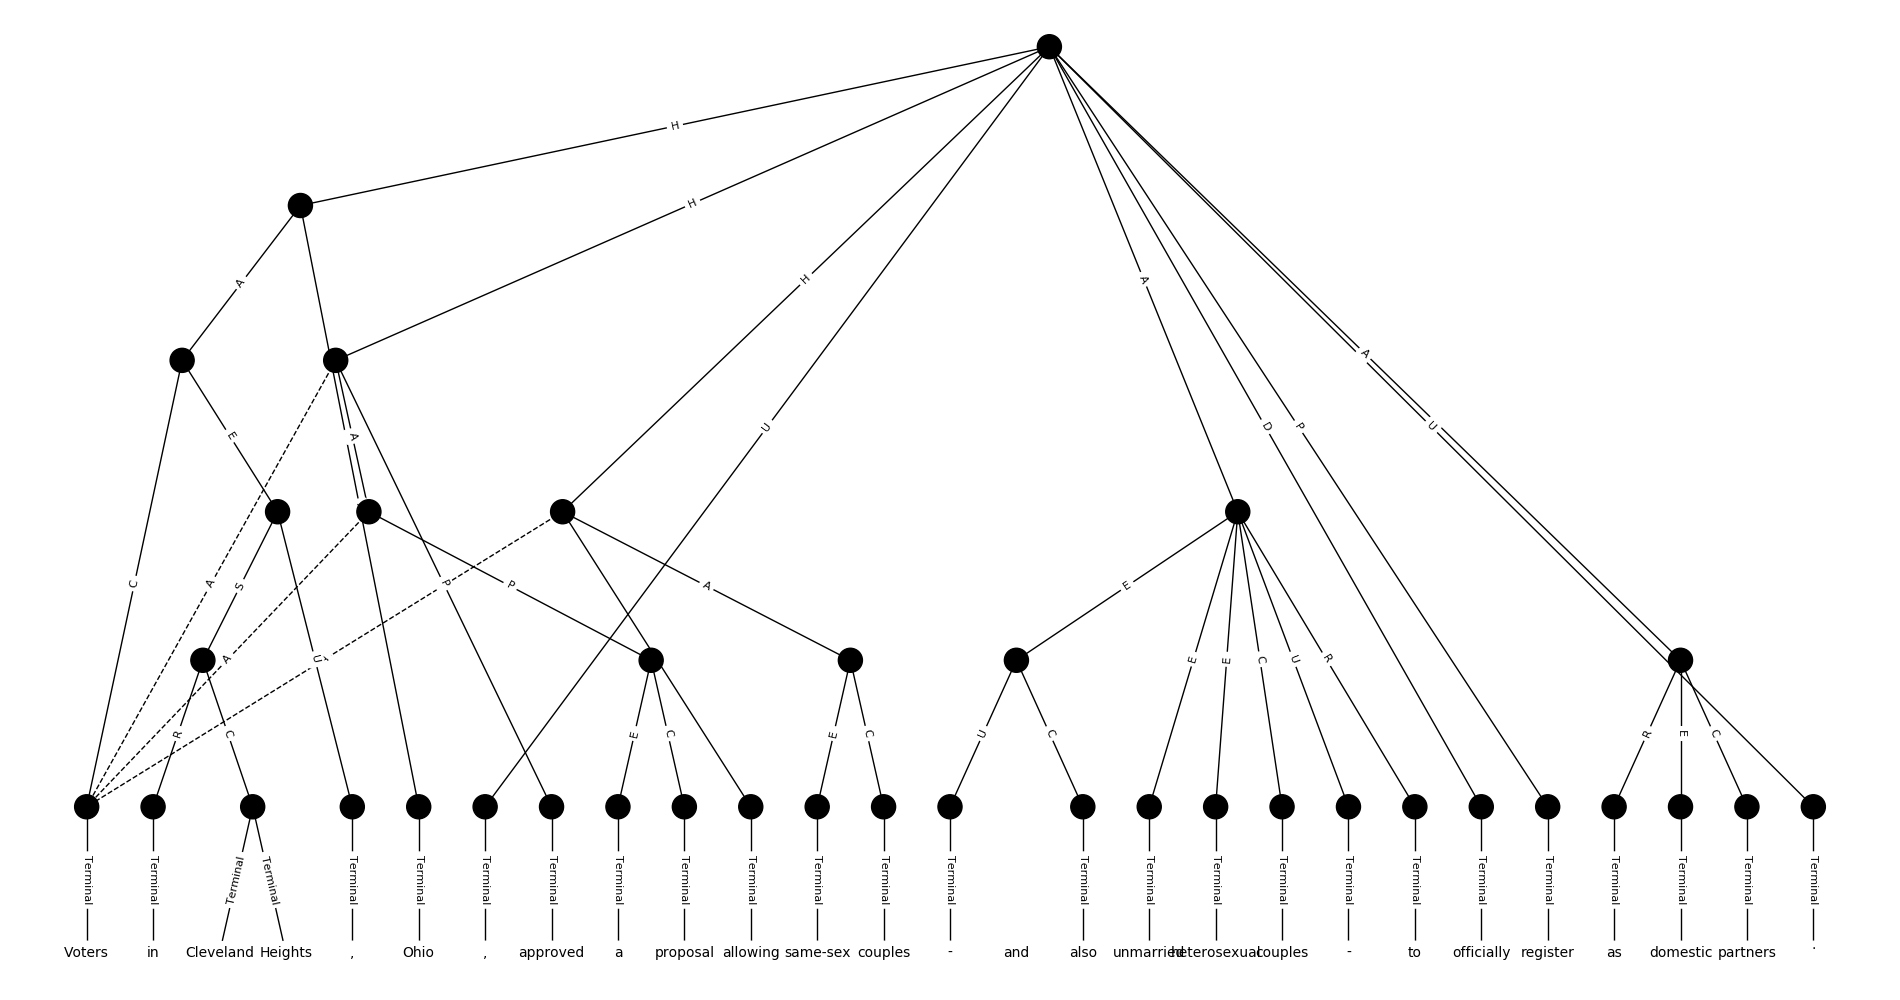 H
H
A
H
A
A
U
A
E
A
U
D
P
U
C
A
S
P
P
A
E
A
U
E
E
C
U
R
R
C
E
C
E
C
U
C
R
E
C
Terminal Terminal Terminal Terminal Terminal Terminal Terminal Terminal Terminal Terminal Terminal Terminal Terminal Terminal Terminal Terminal Terminal Terminal Terminal Terminal Terminal Terminal Terminal Terminal Terminal Terminal
Voters in Cleveland Heights , Ohio , approved a proposal allowing same-sex couples - and also unmarried heterosexual couples - to officially register as domestic partners .